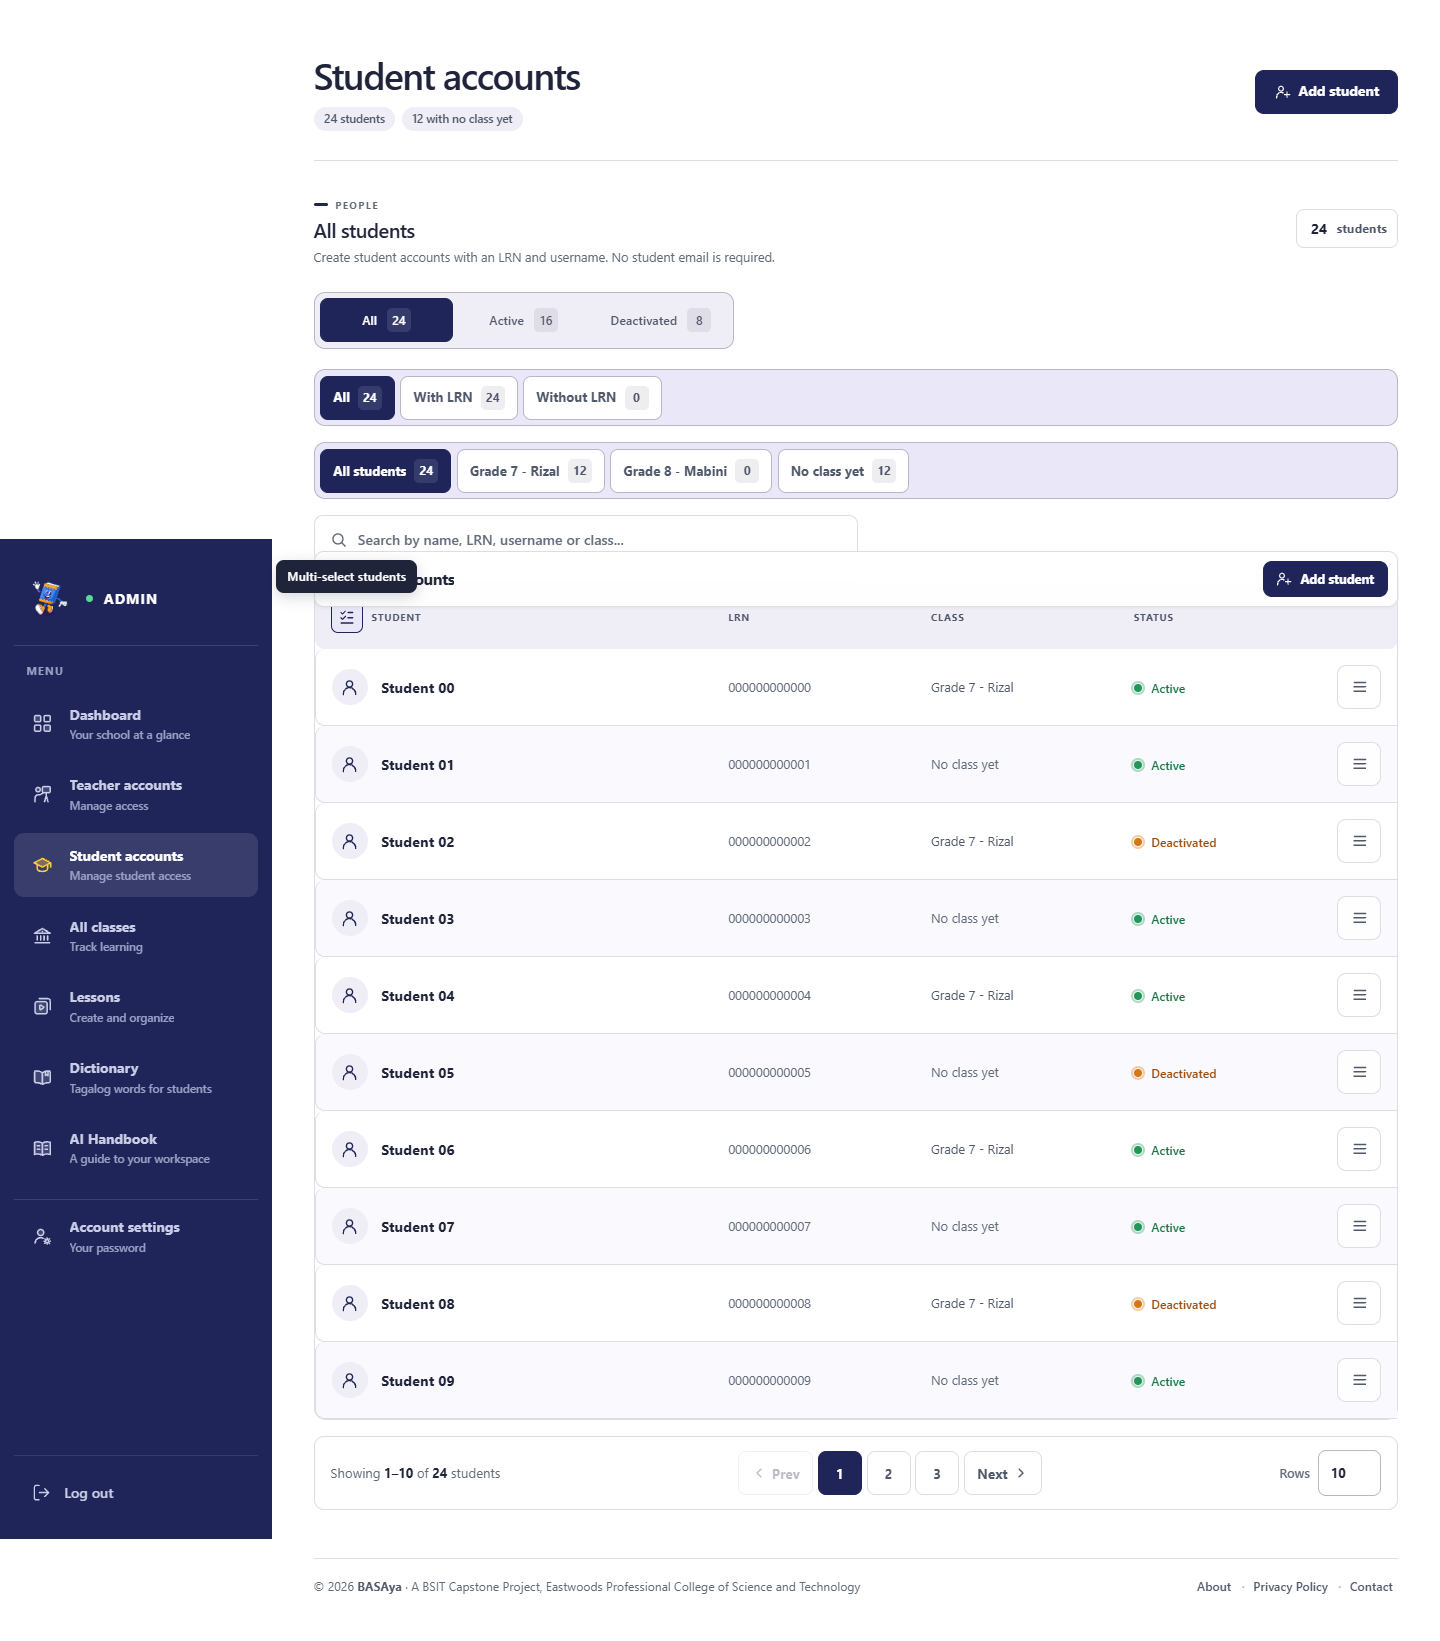 Student accounts
24 students
12 with no class yet
Add student
PEOPLE
All students
Create student accounts with an LRN and username. No student email is required.
24 students
All 24
Active 16
Deactivated 8
All 24
With LRN 24
Without LRN 0
All students 24
Grade 7 - Rizal 12
Grade 8 - Mabini 0
No class yet 12
Search by name, LRN, username or class...
Multi-select students
Add student
STUDENT LRN CLASS STATUS
Student 00 000000000000 Grade 7 - Rizal Active
Student 01 000000000001 No class yet Active
Student 02 000000000002 Grade 7 - Rizal Deactivated
Student 03 000000000003 No class yet Active
Student 04 000000000004 Grade 7 - Rizal Active
Student 05 000000000005 No class yet Deactivated
Student 06 000000000006 Grade 7 - Rizal Active
Student 07 000000000007 No class yet Active
Student 08 000000000008 Grade 7 - Rizal Deactivated
Student 09 000000000009 No class yet Active
Showing 1–10 of 24 students
Prev 1 2 3 Next
Rows 10
ADMIN
MENU
Dashboard
Your school at a glance
Teacher accounts
Manage access
Student accounts
Manage student access
All classes
Track learning
Lessons
Create and organize
Dictionary
Tagalog words for students
AI Handbook
A guide to your workspace
Account settings
Your password
Log out
© 2026 BASAya · A BSIT Capstone Project, Eastwoods Professional College of Science and Technology
About · Privacy Policy · Contact